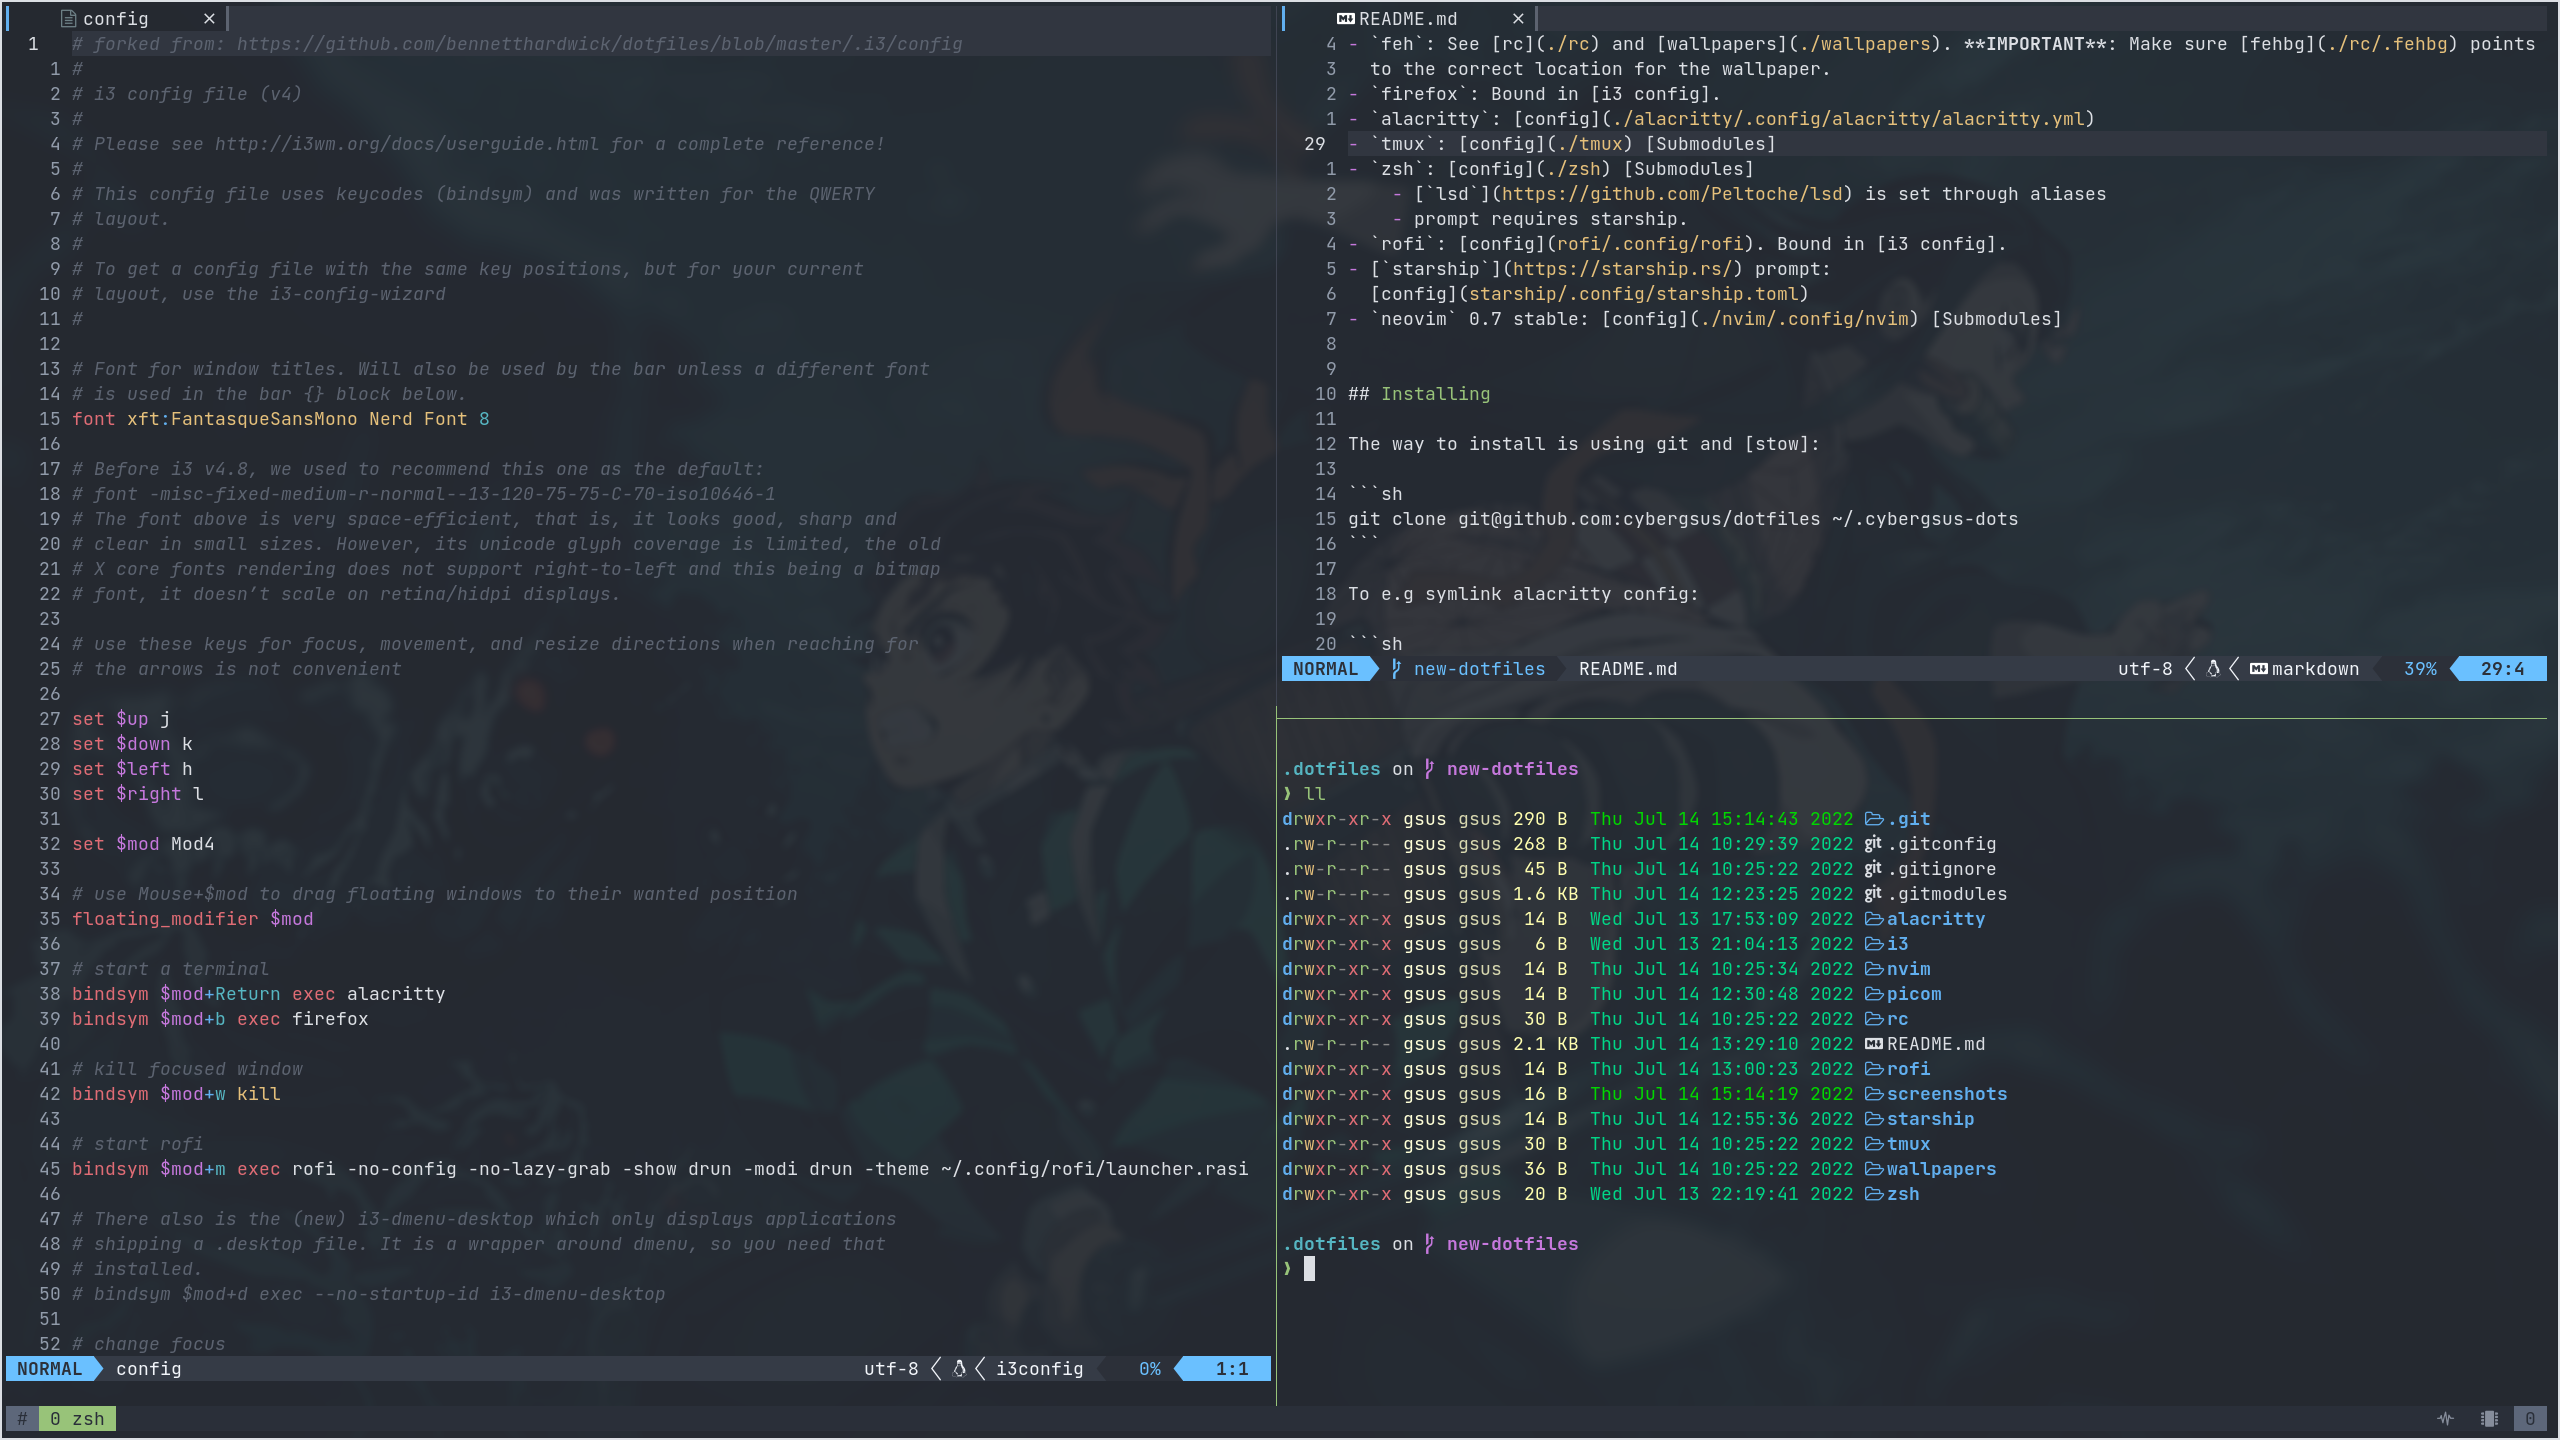 config ×
1 # forked from: https://github.com/bennetthardwick/dotfiles/blob/master/.i3/config
1 #
2 # i3 config file (v4)
3 #
4 # Please see http://i3wm.org/docs/userguide.html for a complete reference!
5 #
6 # This config file uses keycodes (bindsym) and was written for the QWERTY
7 # layout.
8 #
9 # To get a config file with the same key positions, but for your current
10 # layout, use the i3-config-wizard
11 #
12
13 # Font for window titles. Will also be used by the bar unless a different font
14 # is used in the bar {} block below.
15 font xft:FantasqueSansMono Nerd Font 8
16
17 # Before i3 v4.8, we used to recommend this one as the default:
18 # font -misc-fixed-medium-r-normal--13-120-75-75-C-70-iso10646-1
19 # The font above is very space-efficient, that is, it looks good, sharp and
20 # clear in small sizes. However, its unicode glyph coverage is limited, the old
21 # X core fonts rendering does not support right-to-left and this being a bitmap
22 # font, it doesn’t scale on retina/hidpi displays.
23
24 # use these keys for focus, movement, and resize directions when reaching for
25 # the arrows is not convenient
26
27 set $up j
28 set $down k
29 set $left h
30 set $right l
31
32 set $mod Mod4
33
34 # use Mouse+$mod to drag floating windows to their wanted position
35 floating_modifier $mod
36
37 # start a terminal
38 bindsym $mod+Return exec alacritty
39 bindsym $mod+b exec firefox
40
41 # kill focused window
42 bindsym $mod+w kill
43
44 # start rofi
45 bindsym $mod+m exec rofi -no-config -no-lazy-grab -show drun -modi drun -theme ~/.config/rofi/launcher.rasi
46
47 # There also is the (new) i3-dmenu-desktop which only displays applications
48 # shipping a .desktop file. It is a wrapper around dmenu, so you need that
49 # installed.
50 # bindsym $mod+d exec --no-startup-id i3-dmenu-desktop
51
52 # change focus
NORMAL config utf-8 i3config 0% 1:1
README.md ×
4 - `feh`: See [rc](./rc) and [wallpapers](./wallpapers). **IMPORTANT**: Make sure [fehbg](./rc/.fehbg) points
3 to the correct location for the wallpaper.
2 - `firefox`: Bound in [i3 config].
1 - `alacritty`: [config](./alacritty/.config/alacritty/alacritty.yml)
29 - `tmux`: [config](./tmux) [Submodules]
1 - `zsh`: [config](./zsh) [Submodules]
2 - [`lsd`](https://github.com/Peltoche/lsd) is set through aliases
3 - prompt requires starship.
4 - `rofi`: [config](rofi/.config/rofi). Bound in [i3 config].
5 - [`starship`](https://starship.rs/) prompt:
6 [config](starship/.config/starship.toml)
7 - `neovim` 0.7 stable: [config](./nvim/.config/nvim) [Submodules]
8
9
10 ## Installing
11
12 The way to install is using git and [stow]:
13
14 ```sh
15 git clone git@github.com:cybergsus/dotfiles ~/.cybergsus-dots
16 ```
17
18 To e.g symlink alacritty config:
19
20 ```sh
NORMAL new-dotfiles README.md utf-8 markdown 39% 29:4
.dotfiles on new-dotfiles
❯ ll
drwxr-xr-x gsus gsus 290 B Thu Jul 14 15:14:43 2022 .git
.rw-r--r-- gsus gsus 268 B Thu Jul 14 10:29:39 2022 git .gitconfig
.rw-r--r-- gsus gsus 45 B Thu Jul 14 10:25:22 2022 git .gitignore
.rw-r--r-- gsus gsus 1.6 KB Thu Jul 14 12:23:25 2022 git .gitmodules
drwxr-xr-x gsus gsus 14 B Wed Jul 13 17:53:09 2022 alacritty
drwxr-xr-x gsus gsus 6 B Wed Jul 13 21:04:13 2022 i3
drwxr-xr-x gsus gsus 14 B Thu Jul 14 10:25:34 2022 nvim
drwxr-xr-x gsus gsus 14 B Thu Jul 14 12:30:48 2022 picom
drwxr-xr-x gsus gsus 30 B Thu Jul 14 10:25:22 2022 rc
.rw-r--r-- gsus gsus 2.1 KB Thu Jul 14 13:29:10 2022 README.md
drwxr-xr-x gsus gsus 14 B Thu Jul 14 13:00:23 2022 rofi
drwxr-xr-x gsus gsus 16 B Thu Jul 14 15:14:19 2022 screenshots
drwxr-xr-x gsus gsus 14 B Thu Jul 14 12:55:36 2022 starship
drwxr-xr-x gsus gsus 30 B Thu Jul 14 10:25:22 2022 tmux
drwxr-xr-x gsus gsus 36 B Thu Jul 14 10:25:22 2022 wallpapers
drwxr-xr-x gsus gsus 20 B Wed Jul 13 22:19:41 2022 zsh
.dotfiles on new-dotfiles
❯
# 0 zsh 0